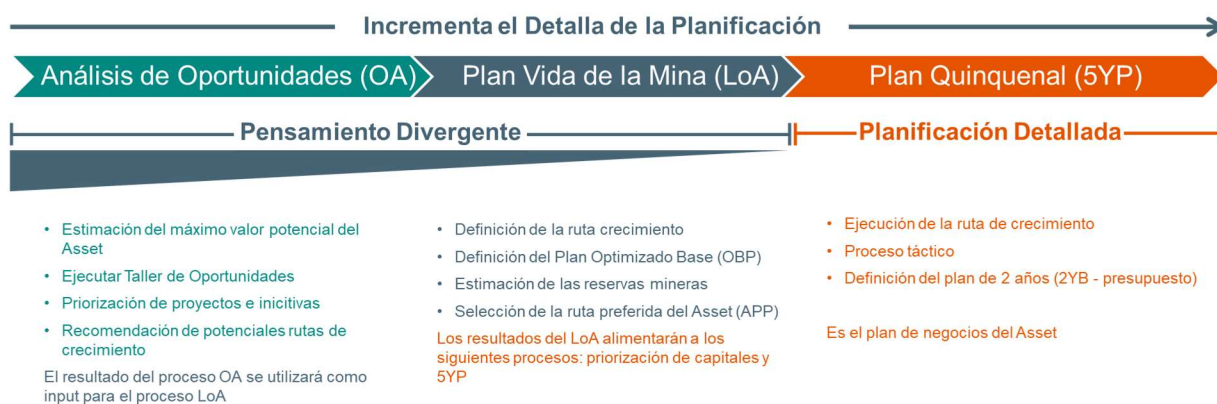 Incrementa el Detalla de la Planificación
Análisis de Oportunidades (OA)
Plan Vida de la Mina (LoA)
Plan Quinquenal (5YP)
Pensamiento Divergente
Planificación Detallada
• Estimación del máximo valor potencial del
Asset
• Ejecutar Taller de Oportunidades
• Priorización de proyectos e inicitivas
• Recomendación de potenciales rutas de
crecimiento
El resultado del proceso OA se utilizará como
input para el proceso LoA
• Definición de la ruta crecimiento
• Definición del Plan Optimizado Base (OBP)
• Estimación de las reservas mineras
• Selección de la ruta preferida del Asset (APP)
Los resultados del LoA alimentarán a los
siguientes procesos: priorización de capitales y
5YP
• Ejecución de la ruta de crecimiento
• Proceso táctico
• Definición del plan de 2 años (2YB - presupuesto)
Es el plan de negocios del Asset